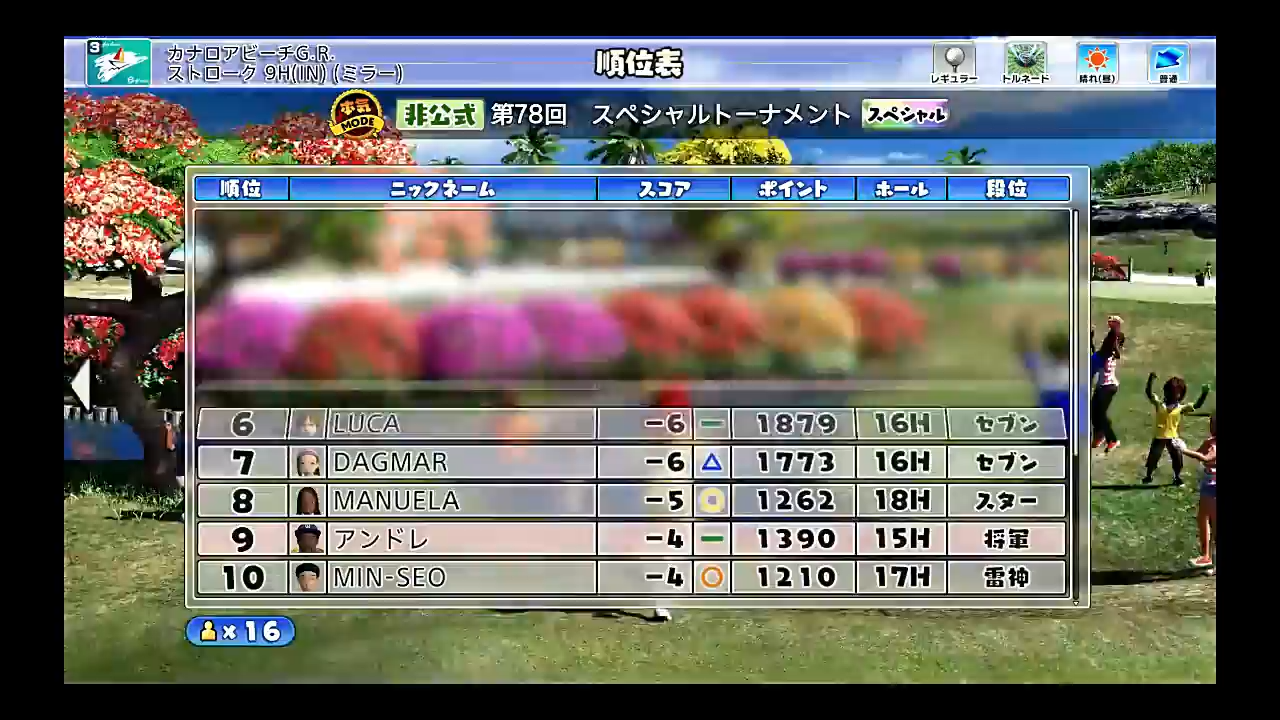 3
カナロアビーチG.R.
ストローク 9H(IN) (ミラー)
順位表
レギュラー トルネード 晴れ(昼) 普通
本気 MODE 非公式 第78回 スペシャルトーナメント スペシャル
順位 ニックネーム スコア ポイント ホール 段位
6 LUCA -6 1879 16H セブン
7 DAGMAR -6 1773 16H セブン
8 MANUELA -5 1262 18H スター
9 アンドレ -4 1390 15H 将軍
10 MIN-SEO -4 1210 17H 雷神
× 16